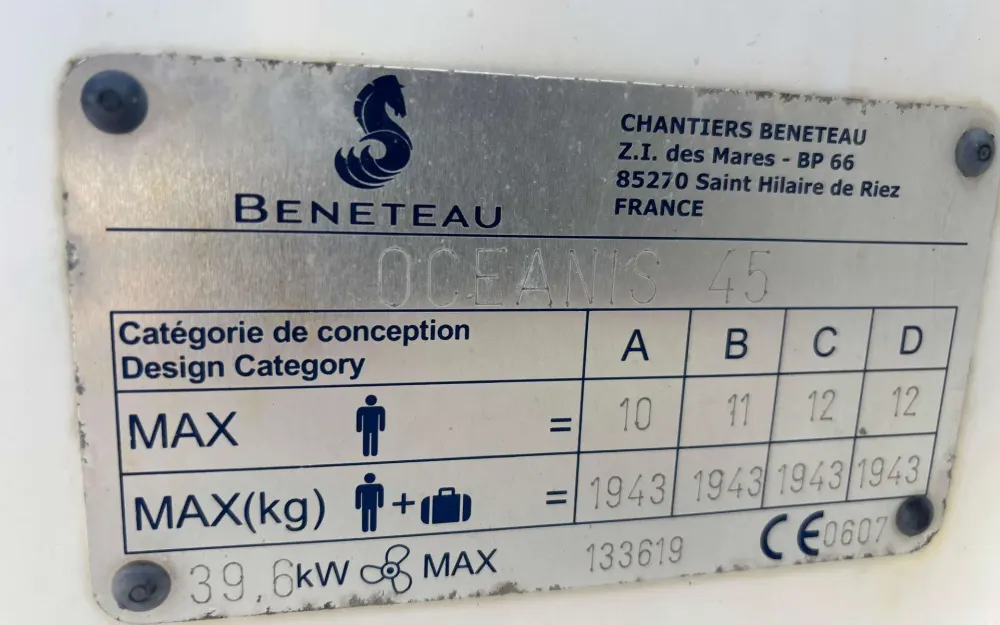 BENETEAU
CHANTIERS BENETEAU
Z.I. des Mares - BP 66
85270 Saint Hilaire de Riez
FRANCE
OCEANIS 45
Catégorie de conception
Design Category
A B C D
MAX = 10 11 12 12
MAX(kg) + = 1943 1943 1943 1943
39,6kW MAX 133619 CE0607